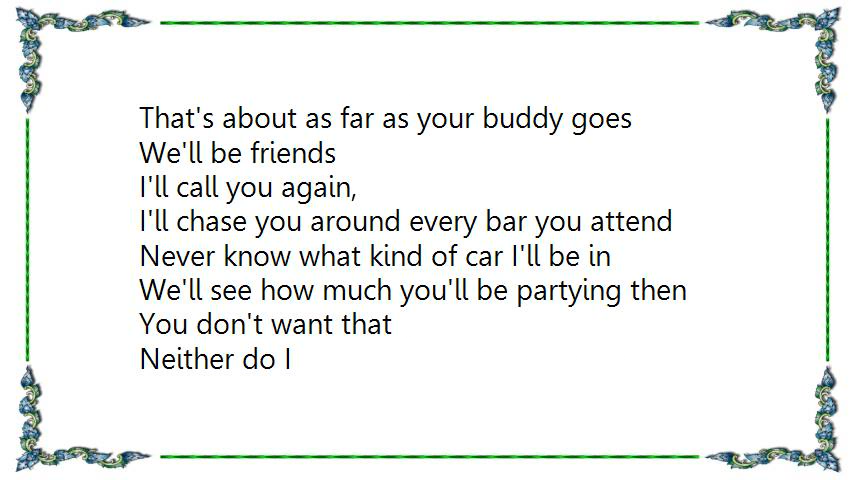 That's about as far as your buddy goes
We'll be friends
I'll call you again,
I'll chase you around every bar you attend
Never know what kind of car I'll be in
We'll see how much you'll be partying then
You don't want that
Neither do I